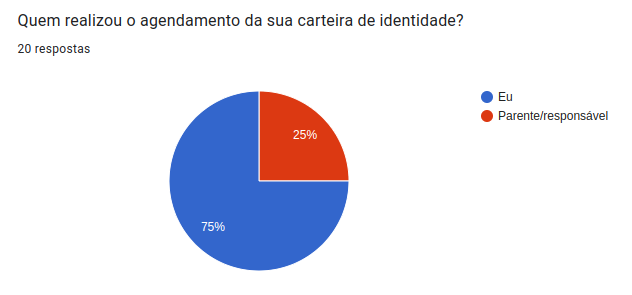 Quem realizou o agendamento da sua carteira de identidade?
20 respostas
Eu
Parente/responsável
25%
75%